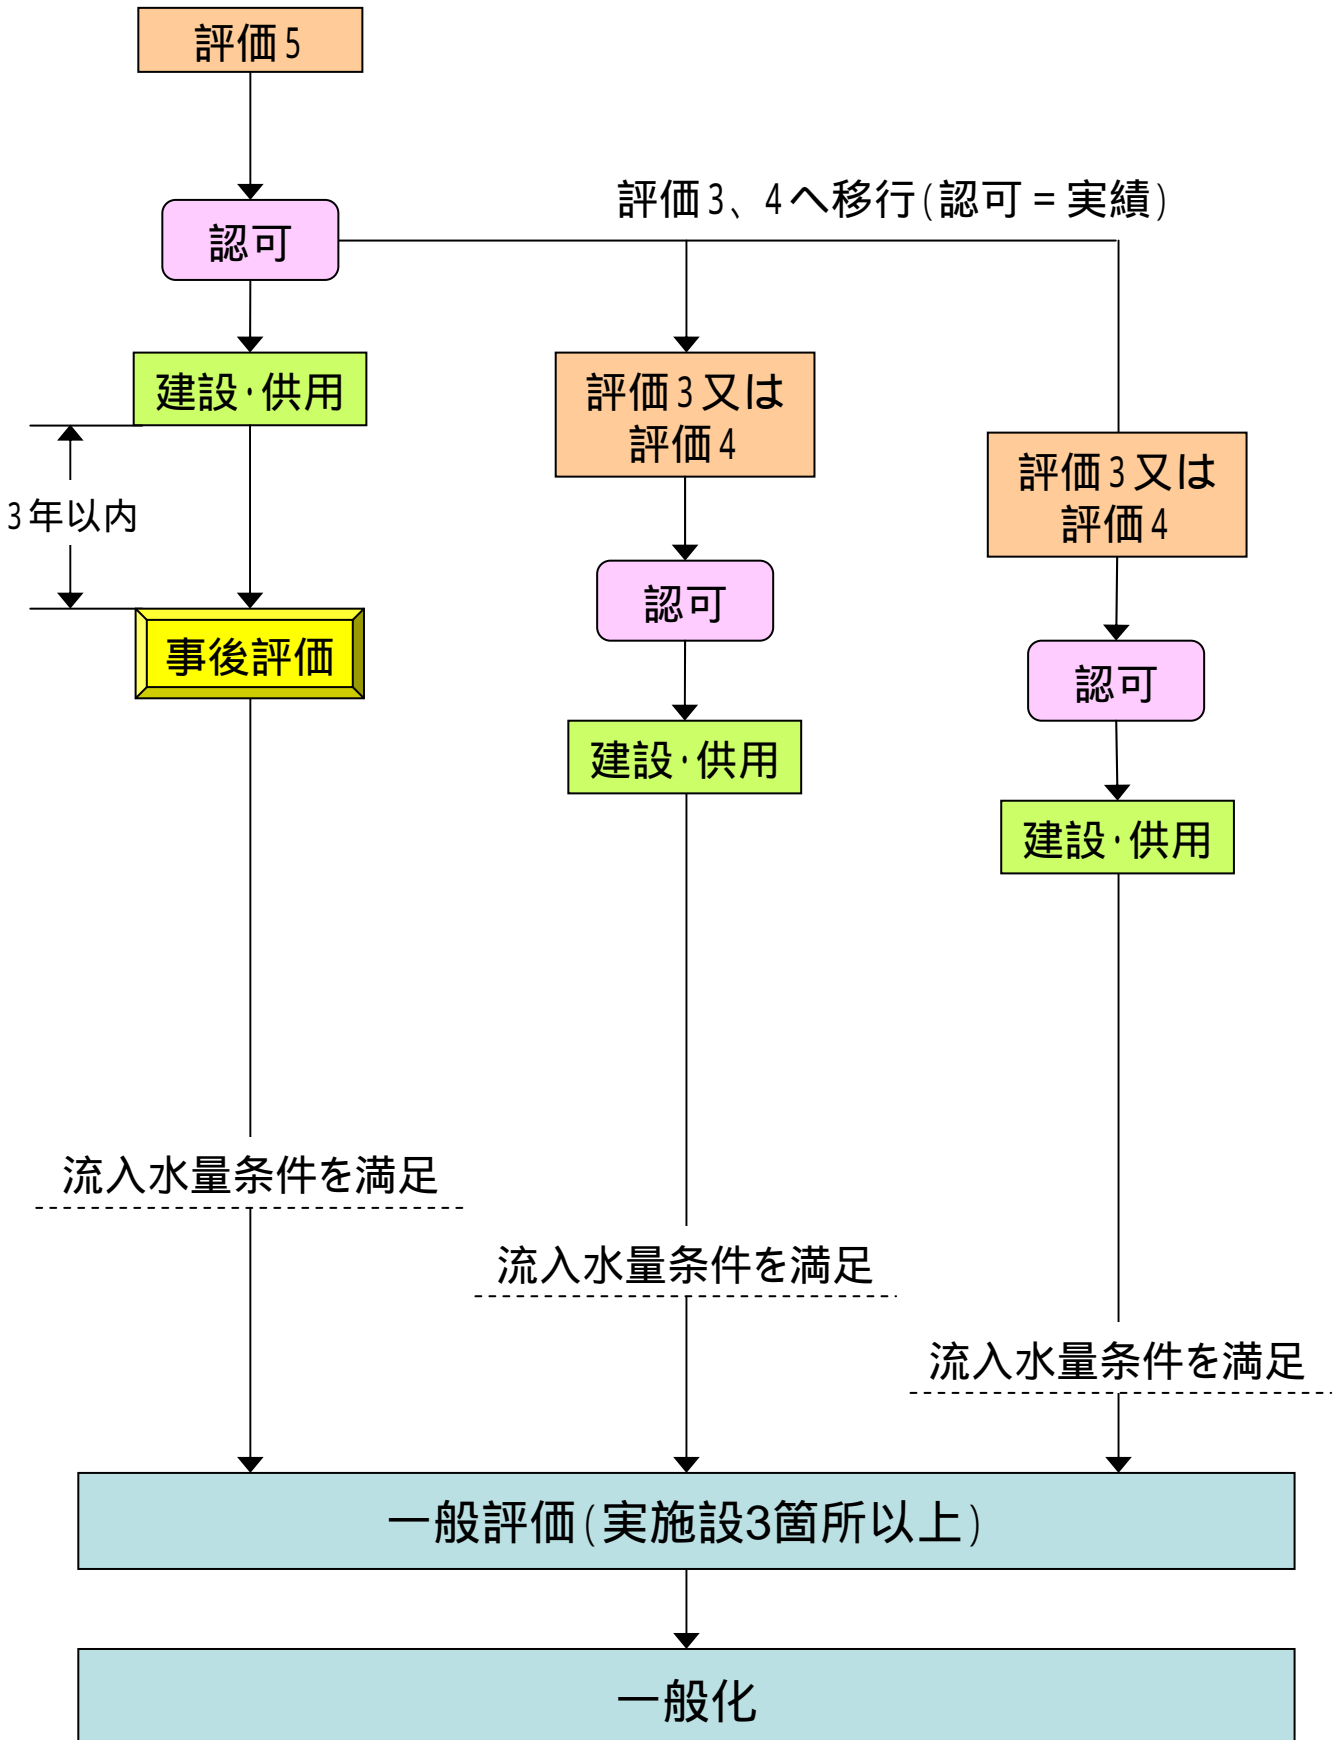 評価5
評価3、4へ移行(認可=実績)
認可
建設･供用
評価3又は
評価4
評価3又は
評価4
3年以内
認可
事後評価
認可
建設･供用
建設･供用
流入水量条件を満足
流入水量条件を満足
流入水量条件を満足
一般評価(実施設3箇所以上)
一般化